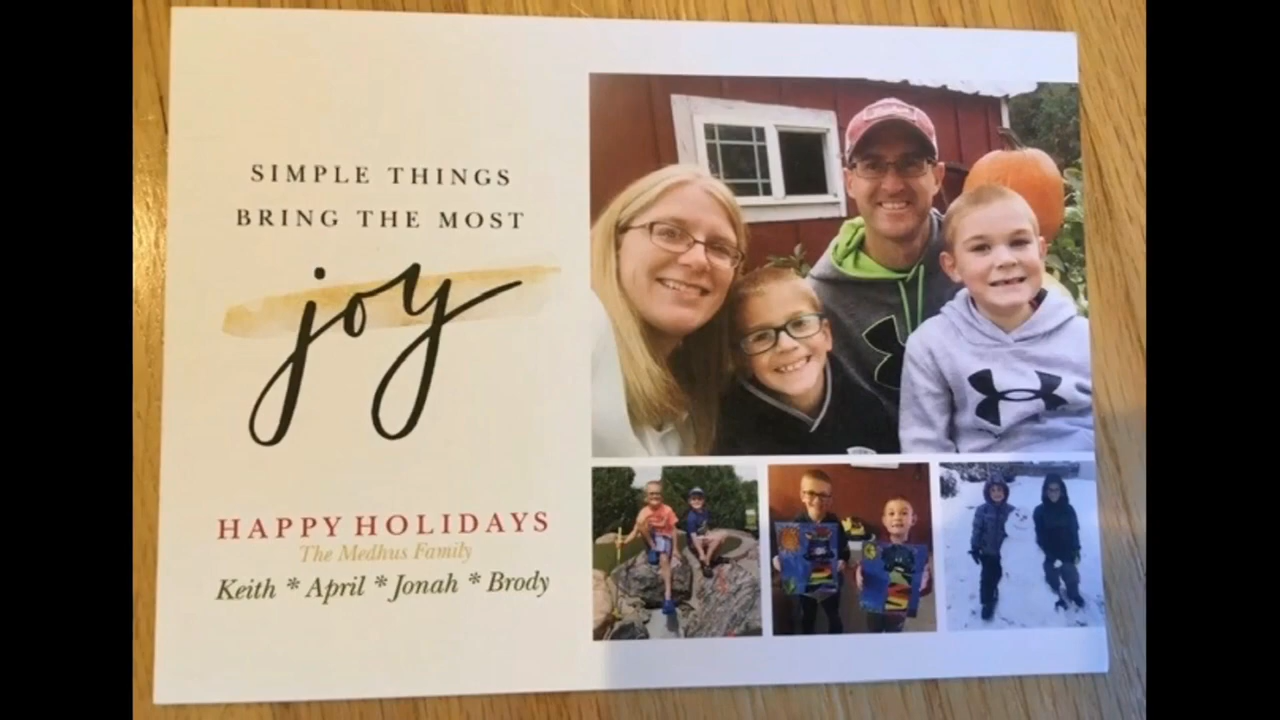 SIMPLE THINGS
BRING THE MOST
joy
HAPPY HOLIDAYS
The Medhus Family
Keith * April * Jonah * Brody